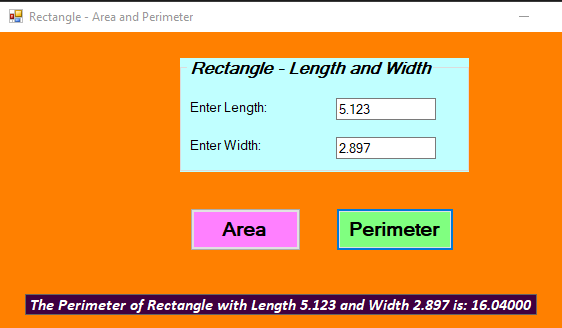 Rectangle - Area and Perimeter
Rectangle - Length and Width
Enter Length: 5.123
Enter Width: 2.897
Area Perimeter
The Perimeter of Rectangle with Length 5.123 and Width 2.897 is: 16.04000